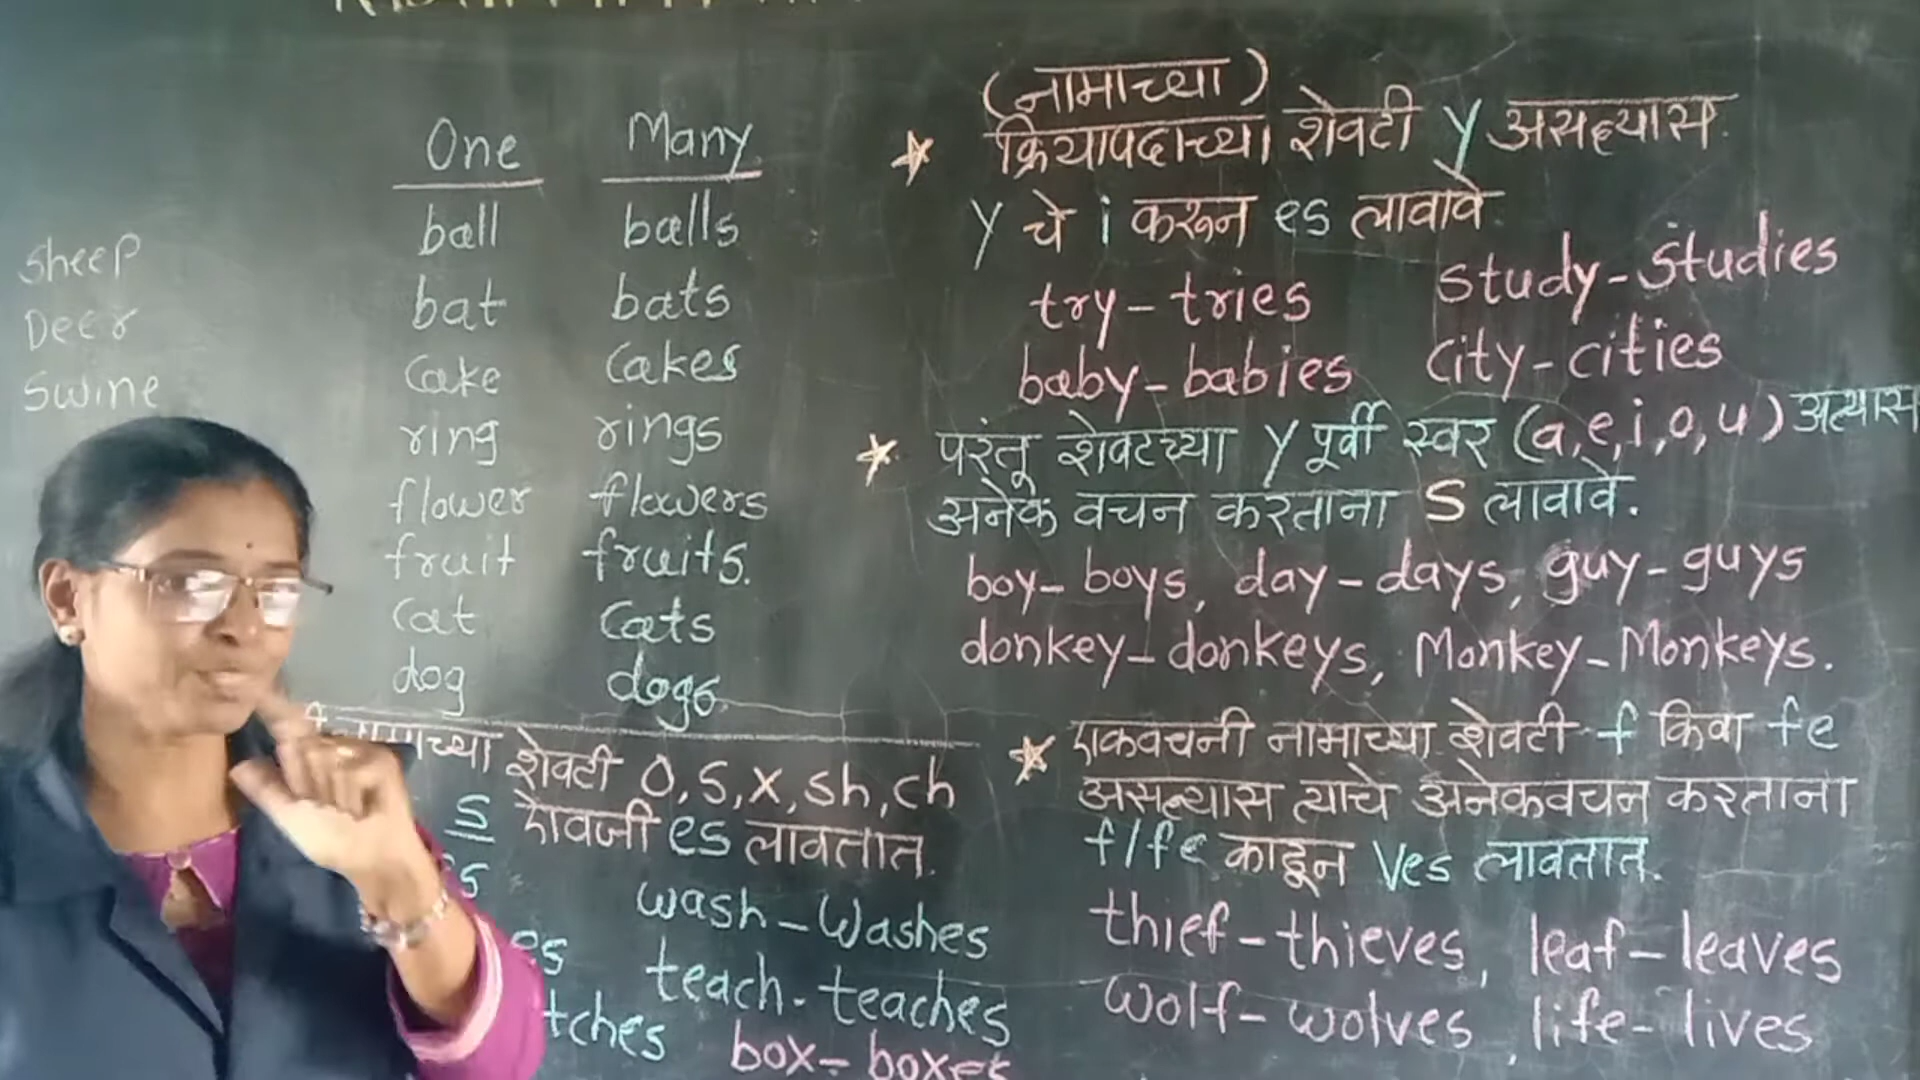 Sheep
Deer
Swine
One Many
ball balls
bat bats
Cake Cakes
ring rings
flower flowers
fruit fruits.
Cat Cats
dog dogs.
नामाच्या शेवटी O, S, x, sh, ch
S ऐवजी es लावतात.
wash - Washes
teach - teaches
tches box - boxes
(नामाच्या)
★ क्रियापदाच्या शेवटी y असल्यास.
y चे i करून es लावावे
try - tries Study - Studies
baby - babies City - cities
★ परंतू शेवटच्या y पूर्वी स्वर (a, e, i, o, u) अल्यास
अनेक वचन करताना S लावावे.
boy - boys, day - days, guy - guys
donkey - donkeys, Monkey - Monkeys.
★ एकवचनी नामाच्या शेवटी f किवा fe
असल्यास त्याचे अनेकवचन करताना
f/fe काढून Ves लावतात.
thief - thieves, leaf - leaves
wolf - wolves, life - lives